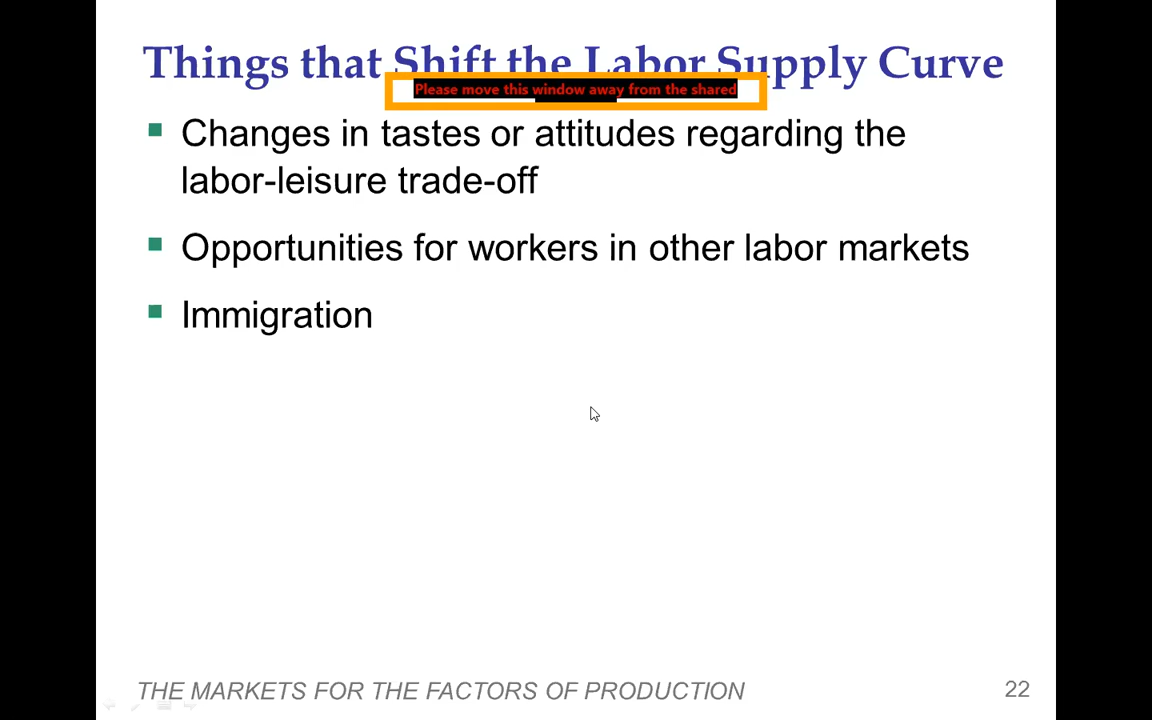 Things that Shift the Labor Supply Curve
Please move this window away from the shared
Changes in tastes or attitudes regarding the
labor-leisure trade-off
Opportunities for workers in other labor markets
Immigration
THE MARKETS FOR THE FACTORS OF PRODUCTION
22